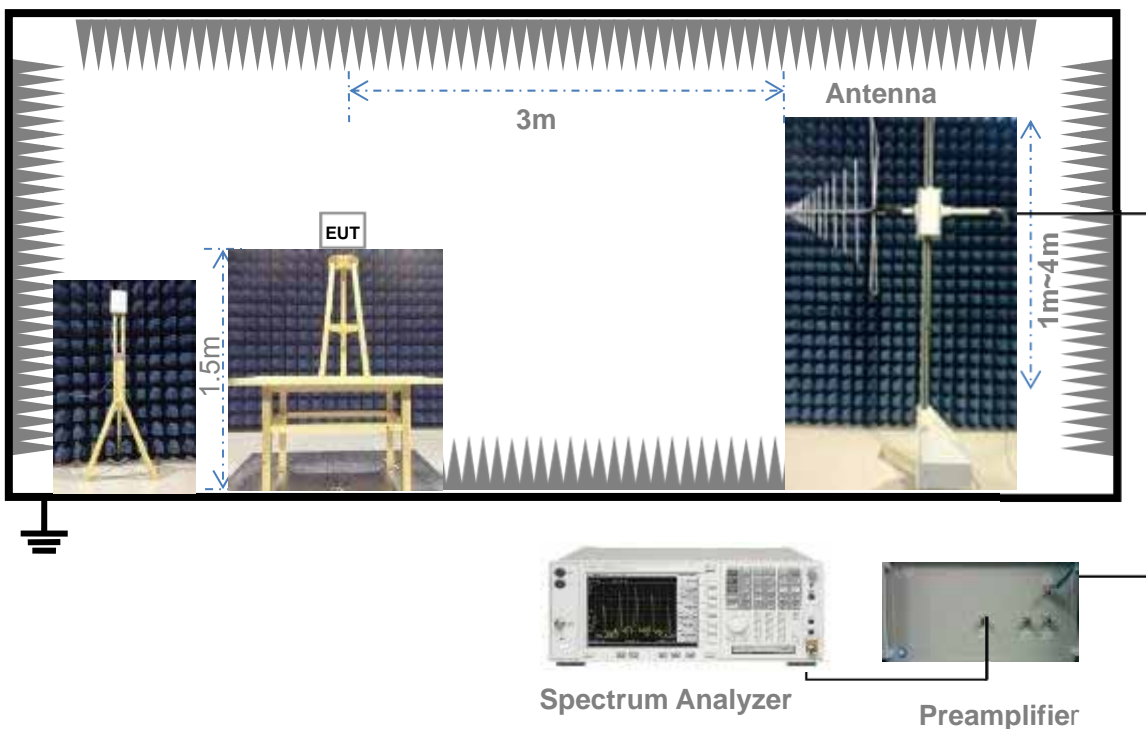 Antenna
3m
EUT
1.5m
1m~4m
Spectrum Analyzer
Preamplifier